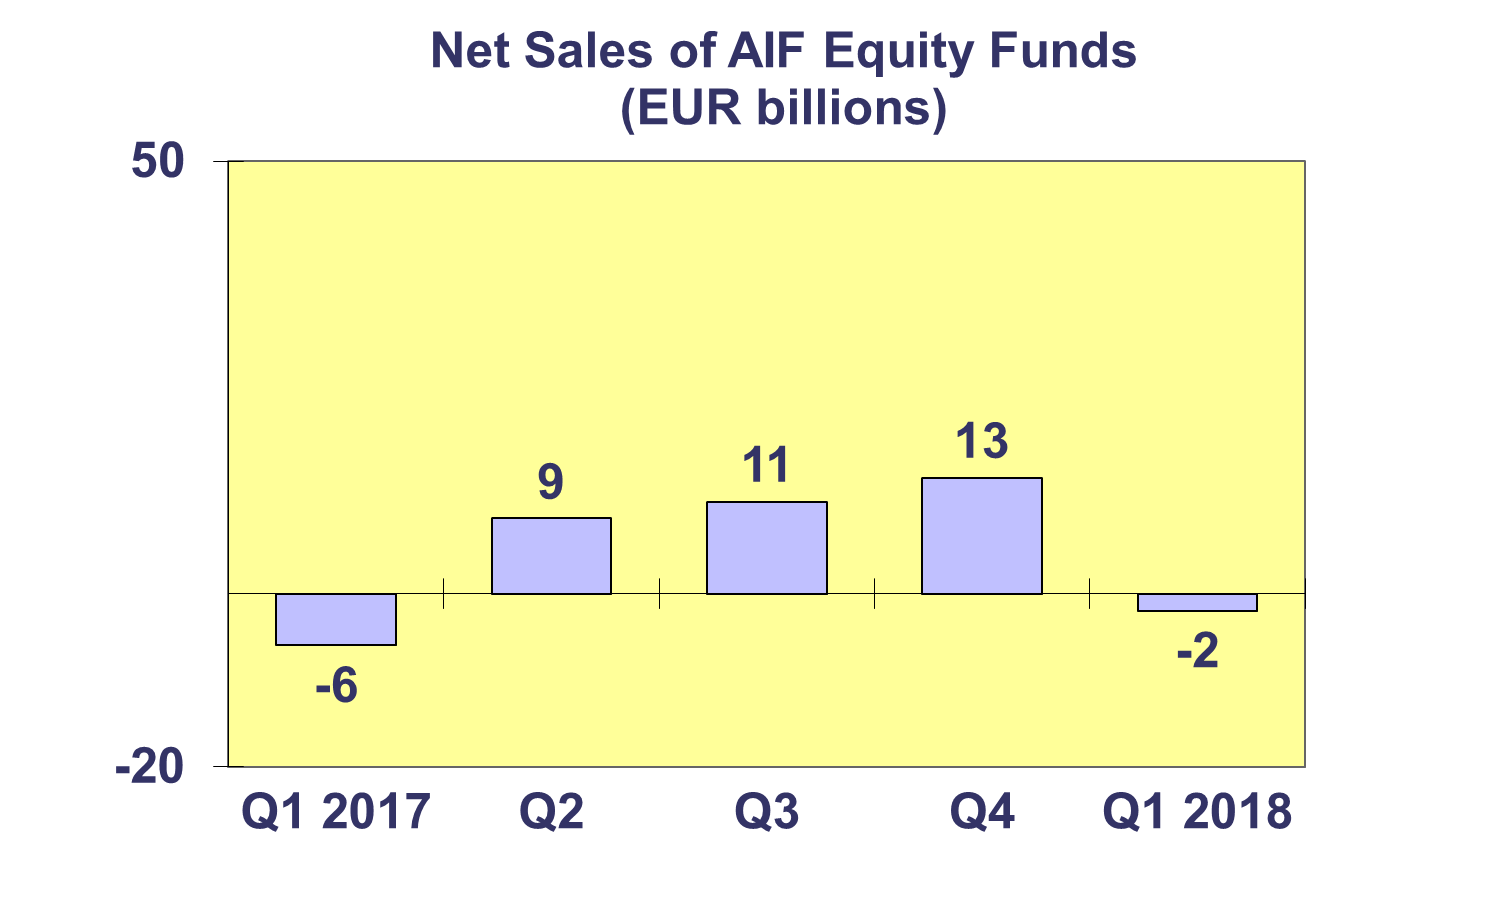 Net Sales of AIF Equity Funds
(EUR billions)
50
13
11
9
-2
-6
-20
Q1 2017 Q2 Q3 Q4 Q1 2018